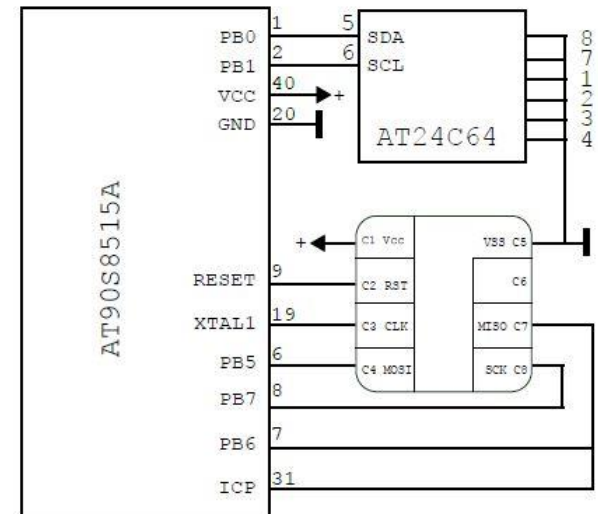 PB0 1 5 SDA 8
PB1 2 6 SCL 7
VCC 40 + 1
GND 20 2
3
AT24C64 4
AT90S8515A
+ C1 Vcc VSS C5
RESET 9 C2 RST C6
XTAL1 19 C3 CLK MISO C7
PB5 6 C4 MOSI SCK C8
PB7 8
PB6 7
ICP 31